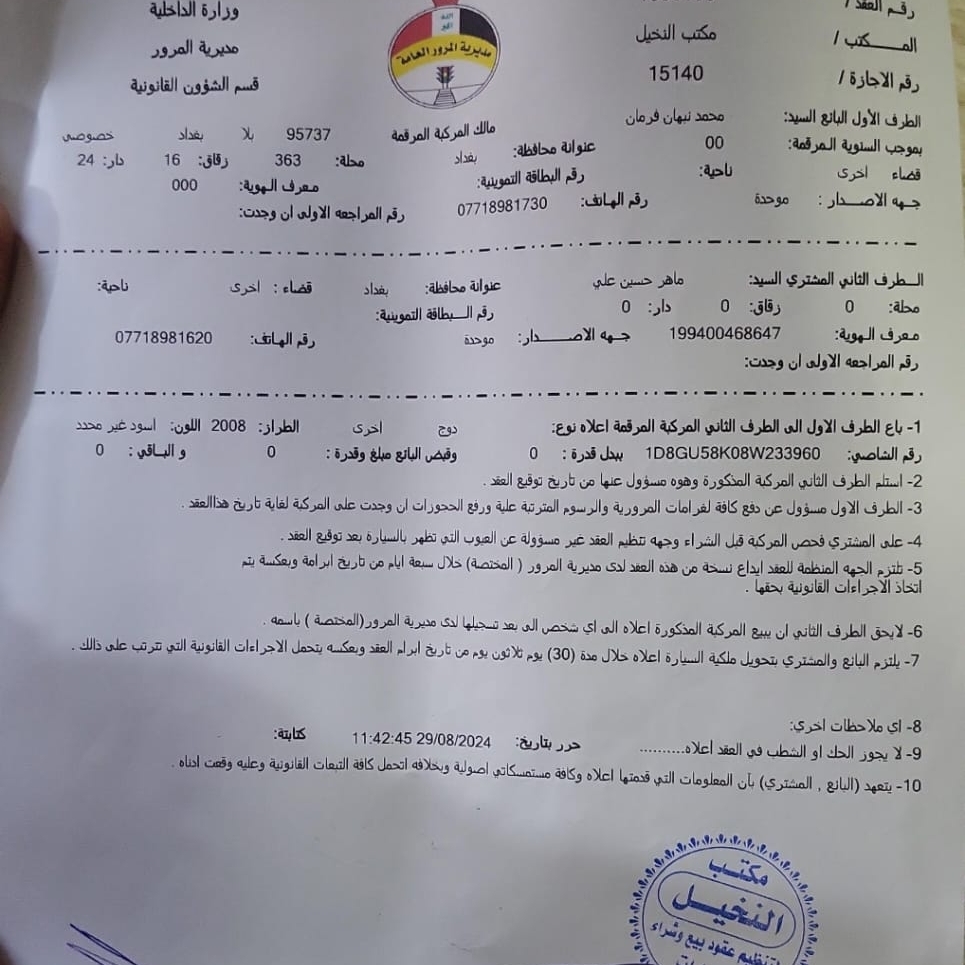 رقم العقد /
وزارة الداخلية
المــــكتب / مكتب النخيل
مديرية المرور
رقم الاجازة / 15140
قسم الشؤون القانونية
الله
مديرية المرور العامة
الطرف الأول البائع السيد: محمد نبهان فرمان مالك المركبة المرقمة 95737 بلا بغداد خصوصي
بموجب السنوية المرقمة: 00 عنوانة محافظة: بغداد محلة: 363 زقاق: 16 دار: 24
قضاء اخرى ناحية: رقم البطاقة التموينية: معرف الهوية: 000
جهه الاصــدار : موحدة رقم الهاتف: 07718981730 رقم المراجعه الاولى ان وجدت:
الــطرف الثاني المشتري السيد: ماهر حسين علي عنوانة محافظة: بغداد قضاء : اخرى ناحية:
محلة: 0 زقاق: 0 دار: 0 رقم الـــبطاقة التموينية:
معرف الهوية: 199400468647 جـهه الاصــــــدار: موحدة رقم الهاتف: 07718981620
رقم المراجعه الاولى ان وجدت:
1- باع الطرف الاول الى الطرف الثاني المركبة المرقمة اعلاه نوع: دوج اخرى الطراز: 2008 اللون: اسود غير محدد
رقم الشاصي: 1D8GU58K08W233960 ببدل قدرة : 0 وقبض البائع مبلغ وقدرة : 0 و الباقي : 0
2- استلم الطرف الثاني المركبة المذكورة وهوه مسؤول عنها من تاريخ توقيع العقد .
3- الطرف الاول مسؤول عن دفع كافة لغرامات المرورية والرسوم المترتبة علية ورفع الحجوزات ان وجدت على المركبة لغاية تاريخ هذاالعقد .
4- على المشتري فحص المركبة قبل الشراء وجهه تنظيم العقد غير مسؤولة عن العيوب التي تظهر بالسيارة بعد توقيع العقد .
5- تلتزم الجهه المنظمة للعقد ايداع نسخة من هذه العقد لدى مديرية المرور ( المختصة) خلال سبعة ايام من تاريخ ابرامة وبعكسة يتم
اتخاذ الاجراءات القانونية بحقها .
6- لايحق الطرف الثاني ان يبيع المركبة المذكورة اعلاه الى اي شخص الى بعد تسجيلها لدى مديرية المرور(المختصة ) باسمه .
7- يلتزم البائع والمشتري بتحويل ملكية السيارة اعلاه خلال مدة (30) يوم ثلاثون يوم من تاريخ ابرام العقد وبعكسه يتحمل الاجراءات القانونية التي تترتب على ذالك .
8- اي ملاحظات اخري:
9- لا يجوز الحك او الشطب في العقد اعلاه.......... حرر بتاريخ: 11:42:45 29/08/2024 كتابتة:
10- يتعهد (البائع , المشتري) بآن المعلومات التي قدمتها اعلاه وكافة مستمسكاتي اصولية وبخلافه اتحمل كافة التبعات القانونية وعليه وقعت ادناه .
مكتب
النخيل
لتنظيم عقود بيع وشراء